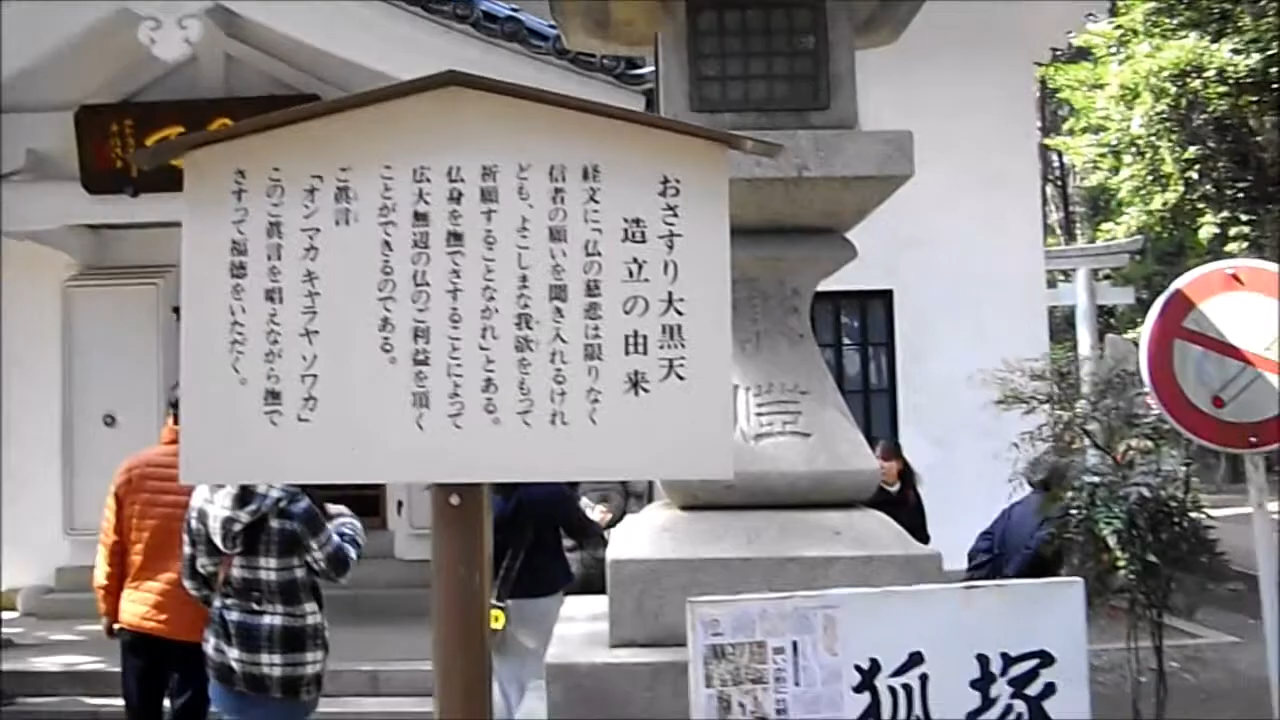 おさすり大黒天
造立の由来
経文に「仏の慈悲は限りなく
信者の願いを聞き入れるけれ
ども、よこしまな我欲をもって
祈願することなかれ」とある。
仏身を撫でさすることによって
広大無辺の仏のご利益を頂く
ことができるのである。
ご眞言
「オン マカ キャラヤ ソワカ」
このご眞言を唱えながら撫で
さすって福徳をいただく。
狐塚